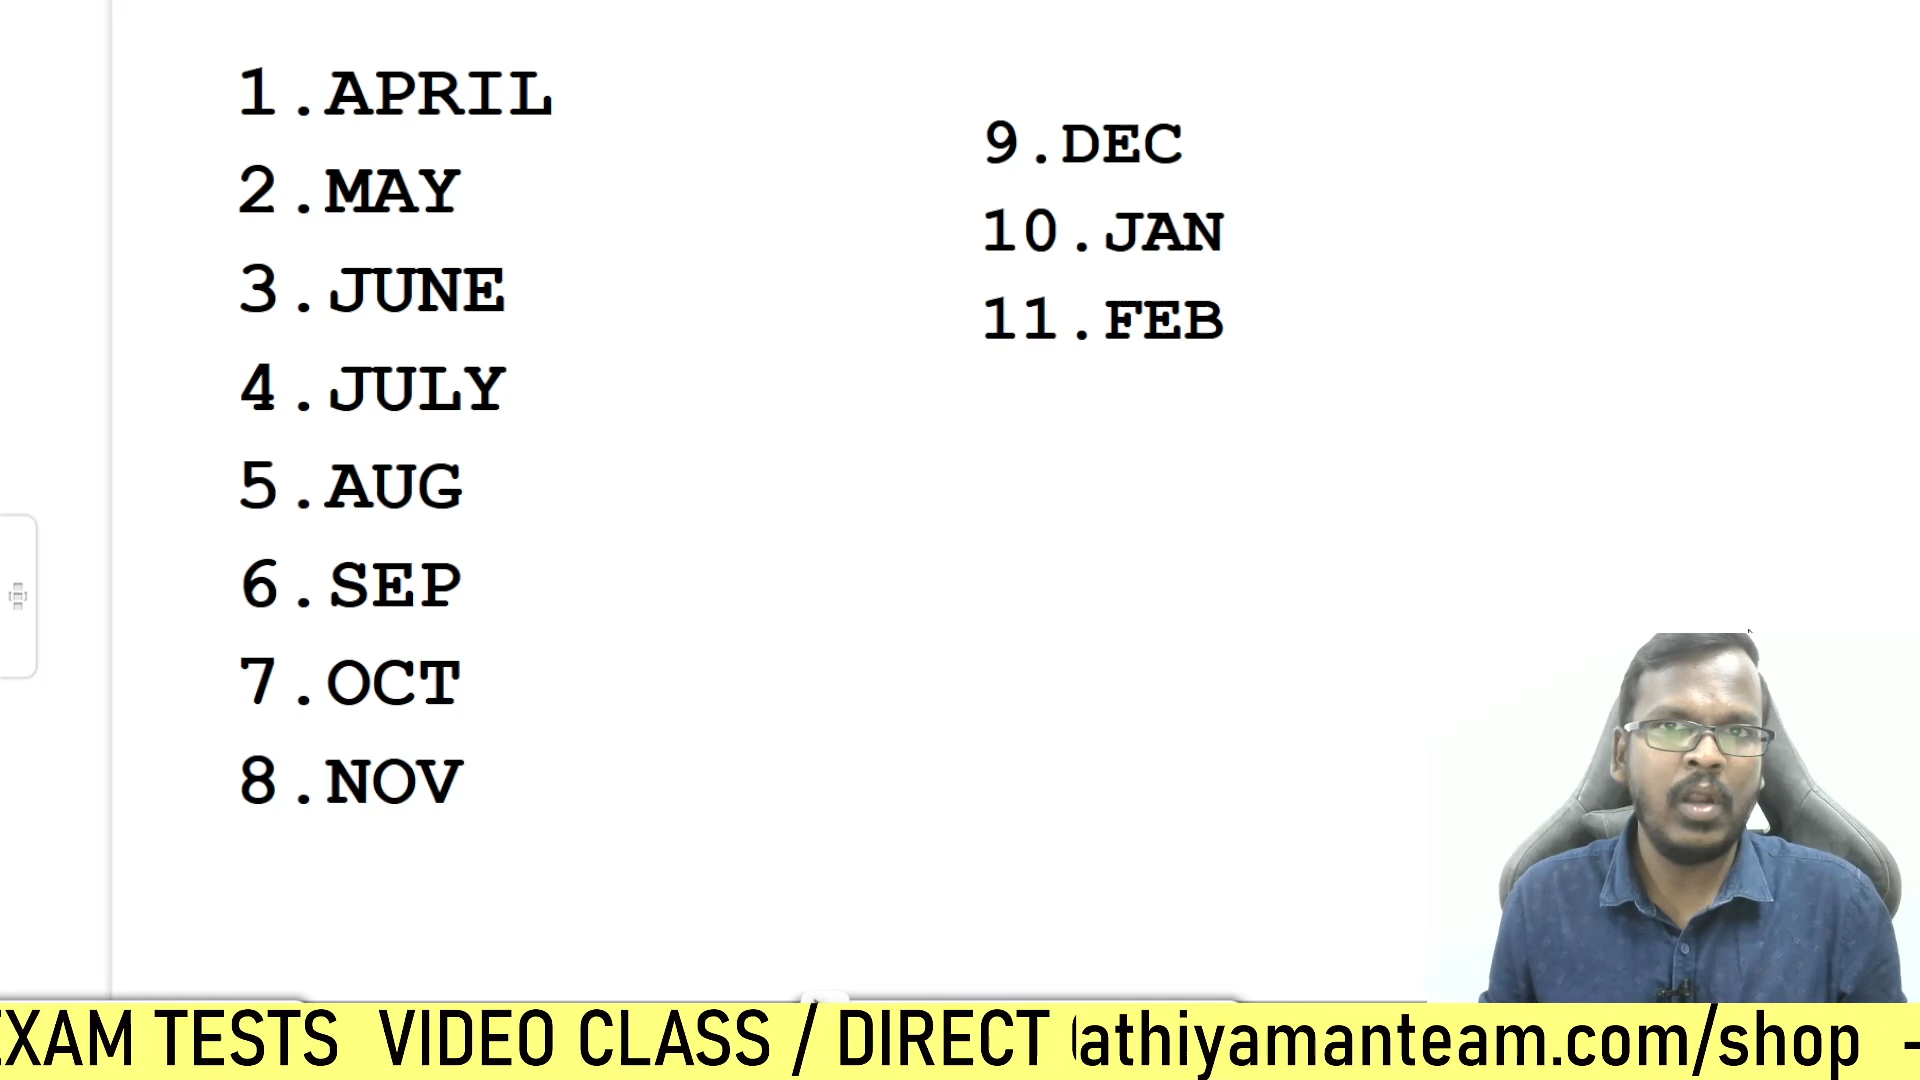 1.APRIL
2.MAY
3.JUNE
4.JULY
5.AUG
6.SEP
7.OCT
8.NOV
9.DEC
10.JAN
11.FEB
EXAM TESTS VIDEO CLASS / DIRECT athiyamanteam.com/shop -